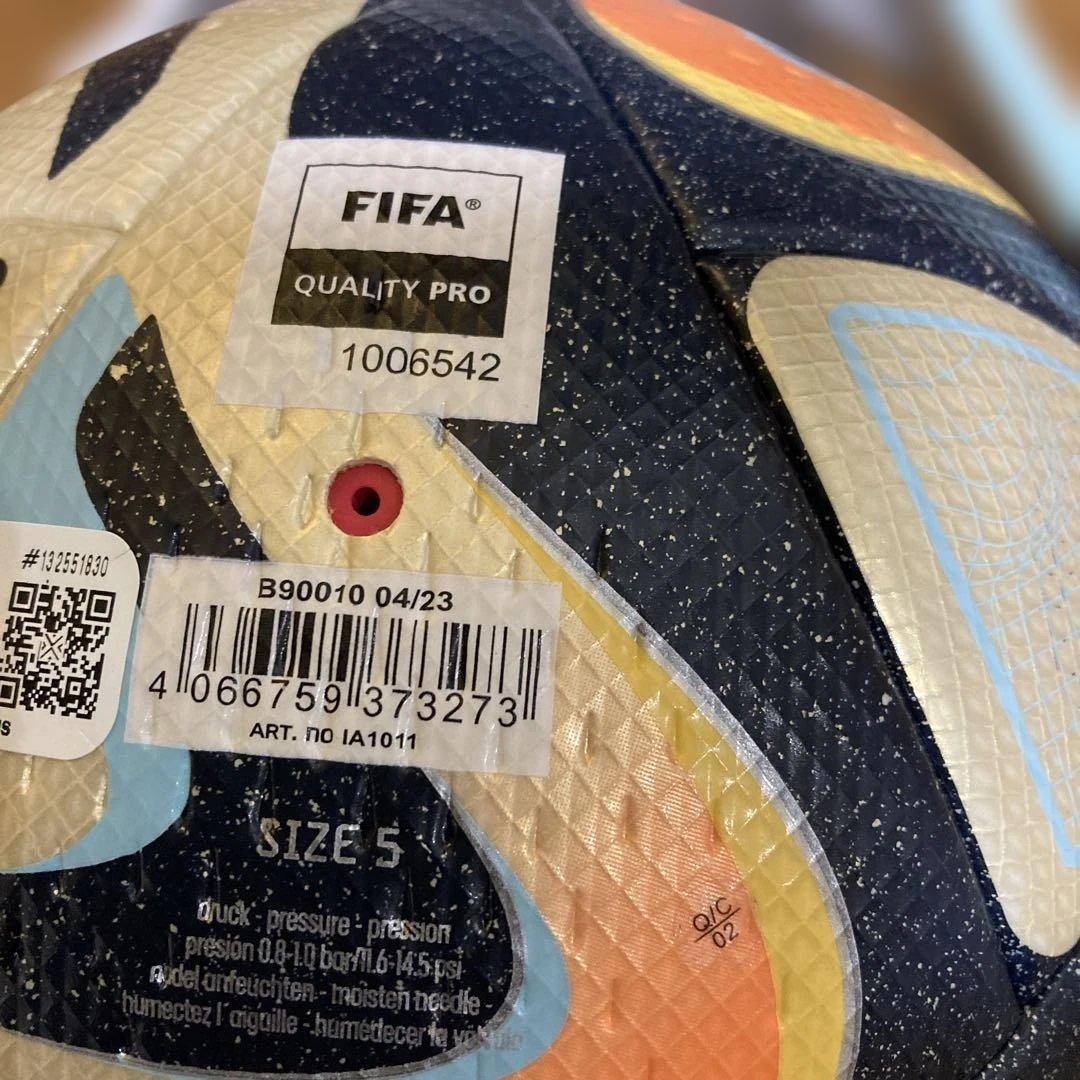 FIFA®
QUALITY PRO
1006542
#132551830
B90010 04/23
4 066759 373273
ART. no IA1011
SIZE 5
druck - pressure - pression
presión 0.8-1.0 bar/11.6-14.5 psi
nadel anfeuchten - moisten needle
humectez l'aiguille - humedecer la
Q/C
02